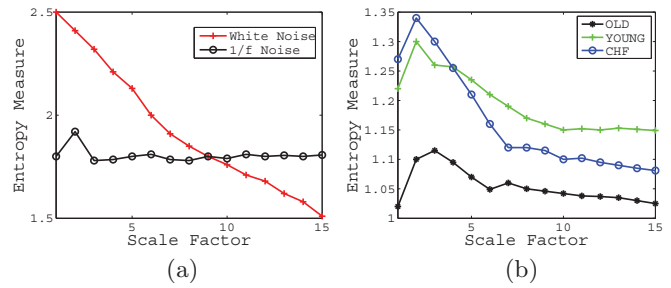 2.5
2
1.5
5
10
15
Scale Factor
Entropy Measure
White Noise
1/f Noise
(a)
1.35
1.3
1.25
1.2
1.15
1.1
1.05
1
5
10
15
Scale Factor
Entropy Measure
OLD
YOUNG
CHF
(b)